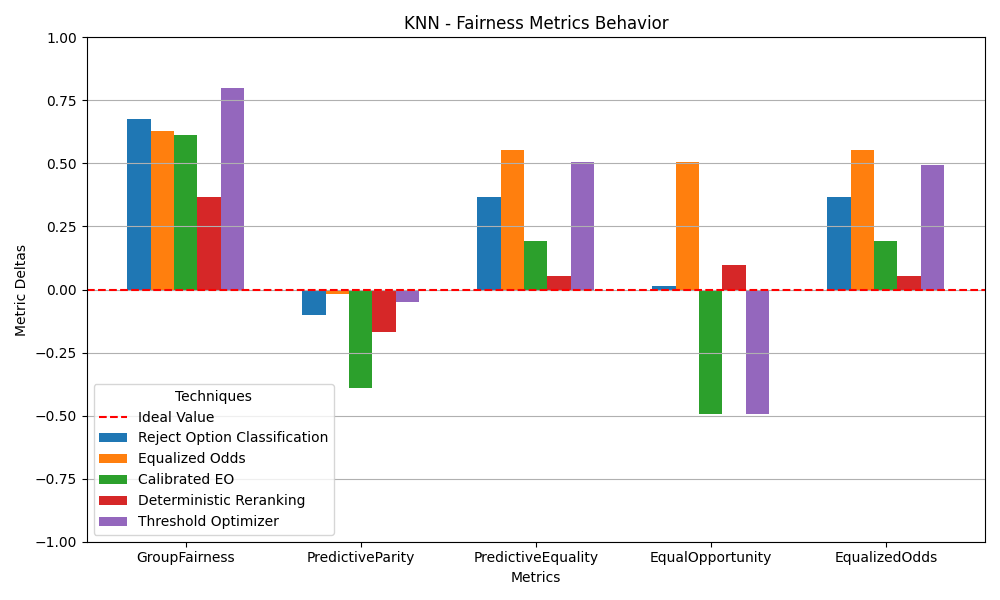 KNN - Fairness Metrics Behavior
1.00
0.75
0.50
0.25
0.00
−0.25
−0.50
−0.75
−1.00
Metric Deltas
Techniques
Ideal Value
Reject Option Classification
Equalized Odds
Calibrated EO
Deterministic Reranking
Threshold Optimizer
GroupFairness
PredictiveParity
PredictiveEquality
EqualOpportunity
EqualizedOdds
Metrics